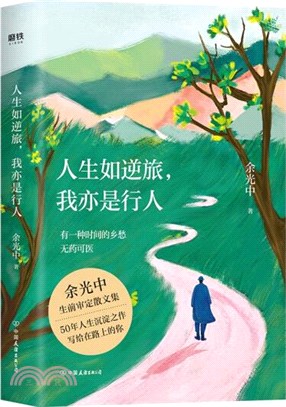 磨铁
人生如逆旅,
我亦是行人
余光中 著
人生如逆旅,
我亦是行人
余光中 著
有一种时间的乡愁
无药可医
余光中
生前审定散文集
50年人生沉淀之作
写给在路上的你